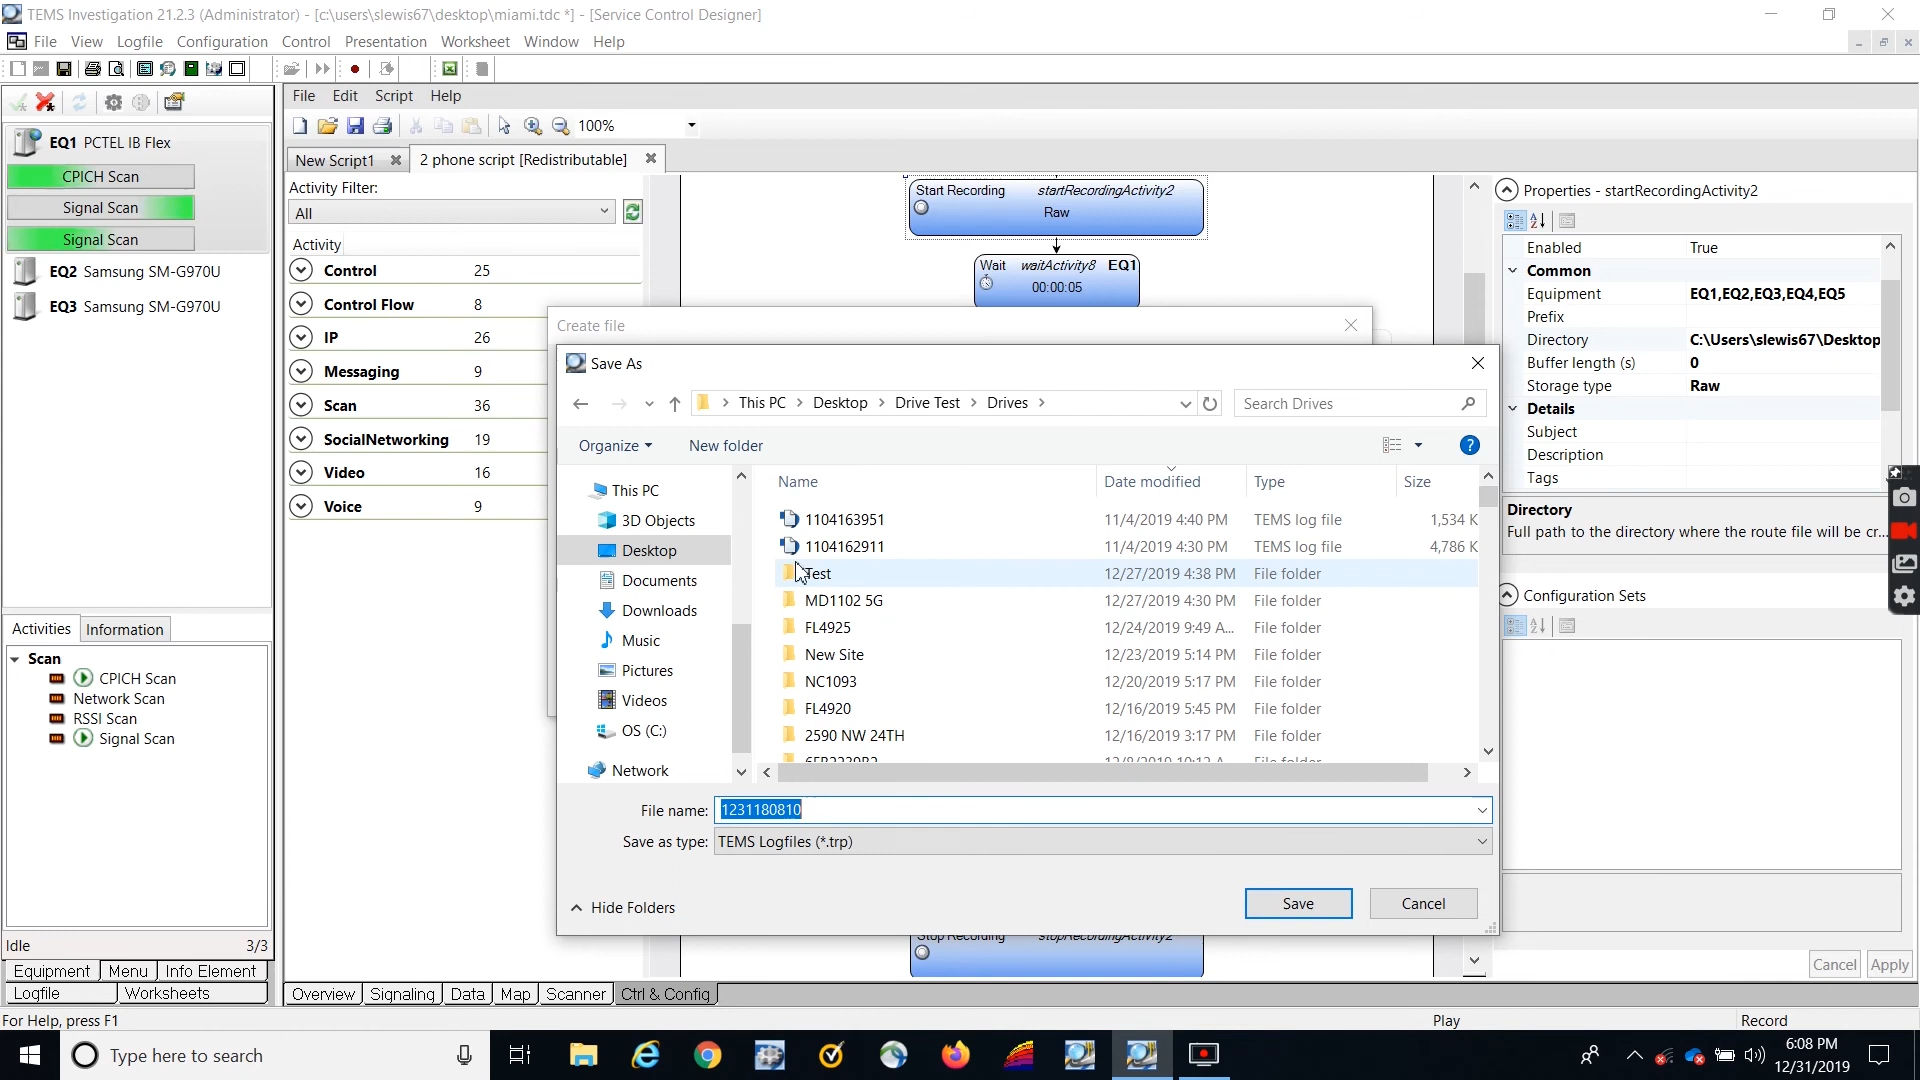 TEMS Investigation 21.2.3 (Administrator) - [c:\users\slewis67\desktop\miami.tdc *] - [Service Control Designer]
File View Logfile Configuration Control Presentation Worksheet Window Help
EQ1 PCTEL IB Flex
CPICH Scan
Signal Scan
Signal Scan
EQ2 Samsung SM-G970U
EQ3 Samsung SM-G970U
Activities Information
Scan
CPICH Scan
Network Scan
RSSI Scan
Signal Scan
Idle 3/3
Equipment Menu Info Element
Logfile Worksheets
File Edit Script Help
100%
New Script1 2 phone script [Redistributable]
Activity Filter:
All
Activity
Control 25
Control Flow 8
IP 26
Messaging 9
Scan 36
SocialNetworking 19
Video 16
Voice 9
Start Recording startRecordingActivity2
Raw
Wait waitActivity8 EQ1
00:00:05
Create file
Save As
This PC Desktop Drive Test Drives
Search Drives
Organize New folder
This PC
3D Objects
Desktop
Documents
Downloads
Music
Pictures
Videos
OS (C:)
Network
Name Date modified Type Size
1104163951 11/4/2019 4:40 PM TEMS log file 1,534 K
1104162911 11/4/2019 4:30 PM TEMS log file 4,786 K
Test 12/27/2019 4:38 PM File folder
MD1102 5G 12/27/2019 4:30 PM File folder
FL4925 12/24/2019 9:49 A... File folder
New Site 12/23/2019 5:14 PM File folder
NC1093 12/20/2019 5:17 PM File folder
FL4920 12/16/2019 5:45 PM File folder
2590 NW 24TH 12/16/2019 3:17 PM File folder
File name: 1231180810
Save as type: TEMS Logfiles (*.trp)
Hide Folders
Save Cancel
Stop Recording stopRecordingActivity2
Properties - startRecordingActivity2
Enabled True
Common
Equipment EQ1,EQ2,EQ3,EQ4,EQ5
Prefix
Directory C:\Users\slewis67\Desktop
Buffer length (s) 0
Storage type Raw
Details
Subject
Description
Tags
Directory
Full path to the directory where the route file will be cr...
Configuration Sets
Cancel Apply
Overview Signaling Data Map Scanner Ctrl & Config
For Help, press F1 Play Record
Type here to search
6:08 PM
12/31/2019